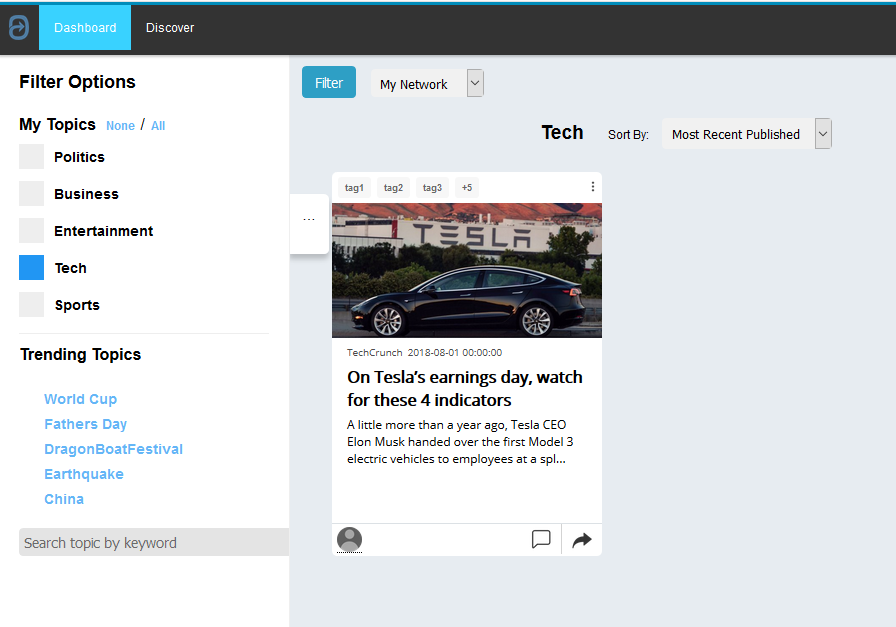 Dashboard Discover
Filter Options
My Topics None / All
Politics
Business
Entertainment
Tech
Sports
Trending Topics
World Cup
Fathers Day
DragonBoatFestival
Earthquake
China
Search topic by keyword
Filter My Network
Tech Sort By: Most Recent Published
...
tag1 tag2 tag3 +5
TESLA
TechCrunch 2018-08-01 00:00:00
On Tesla’s earnings day, watch
for these 4 indicators
A little more than a year ago, Tesla CEO
Elon Musk handed over the first Model 3
electric vehicles to employees at a spl...